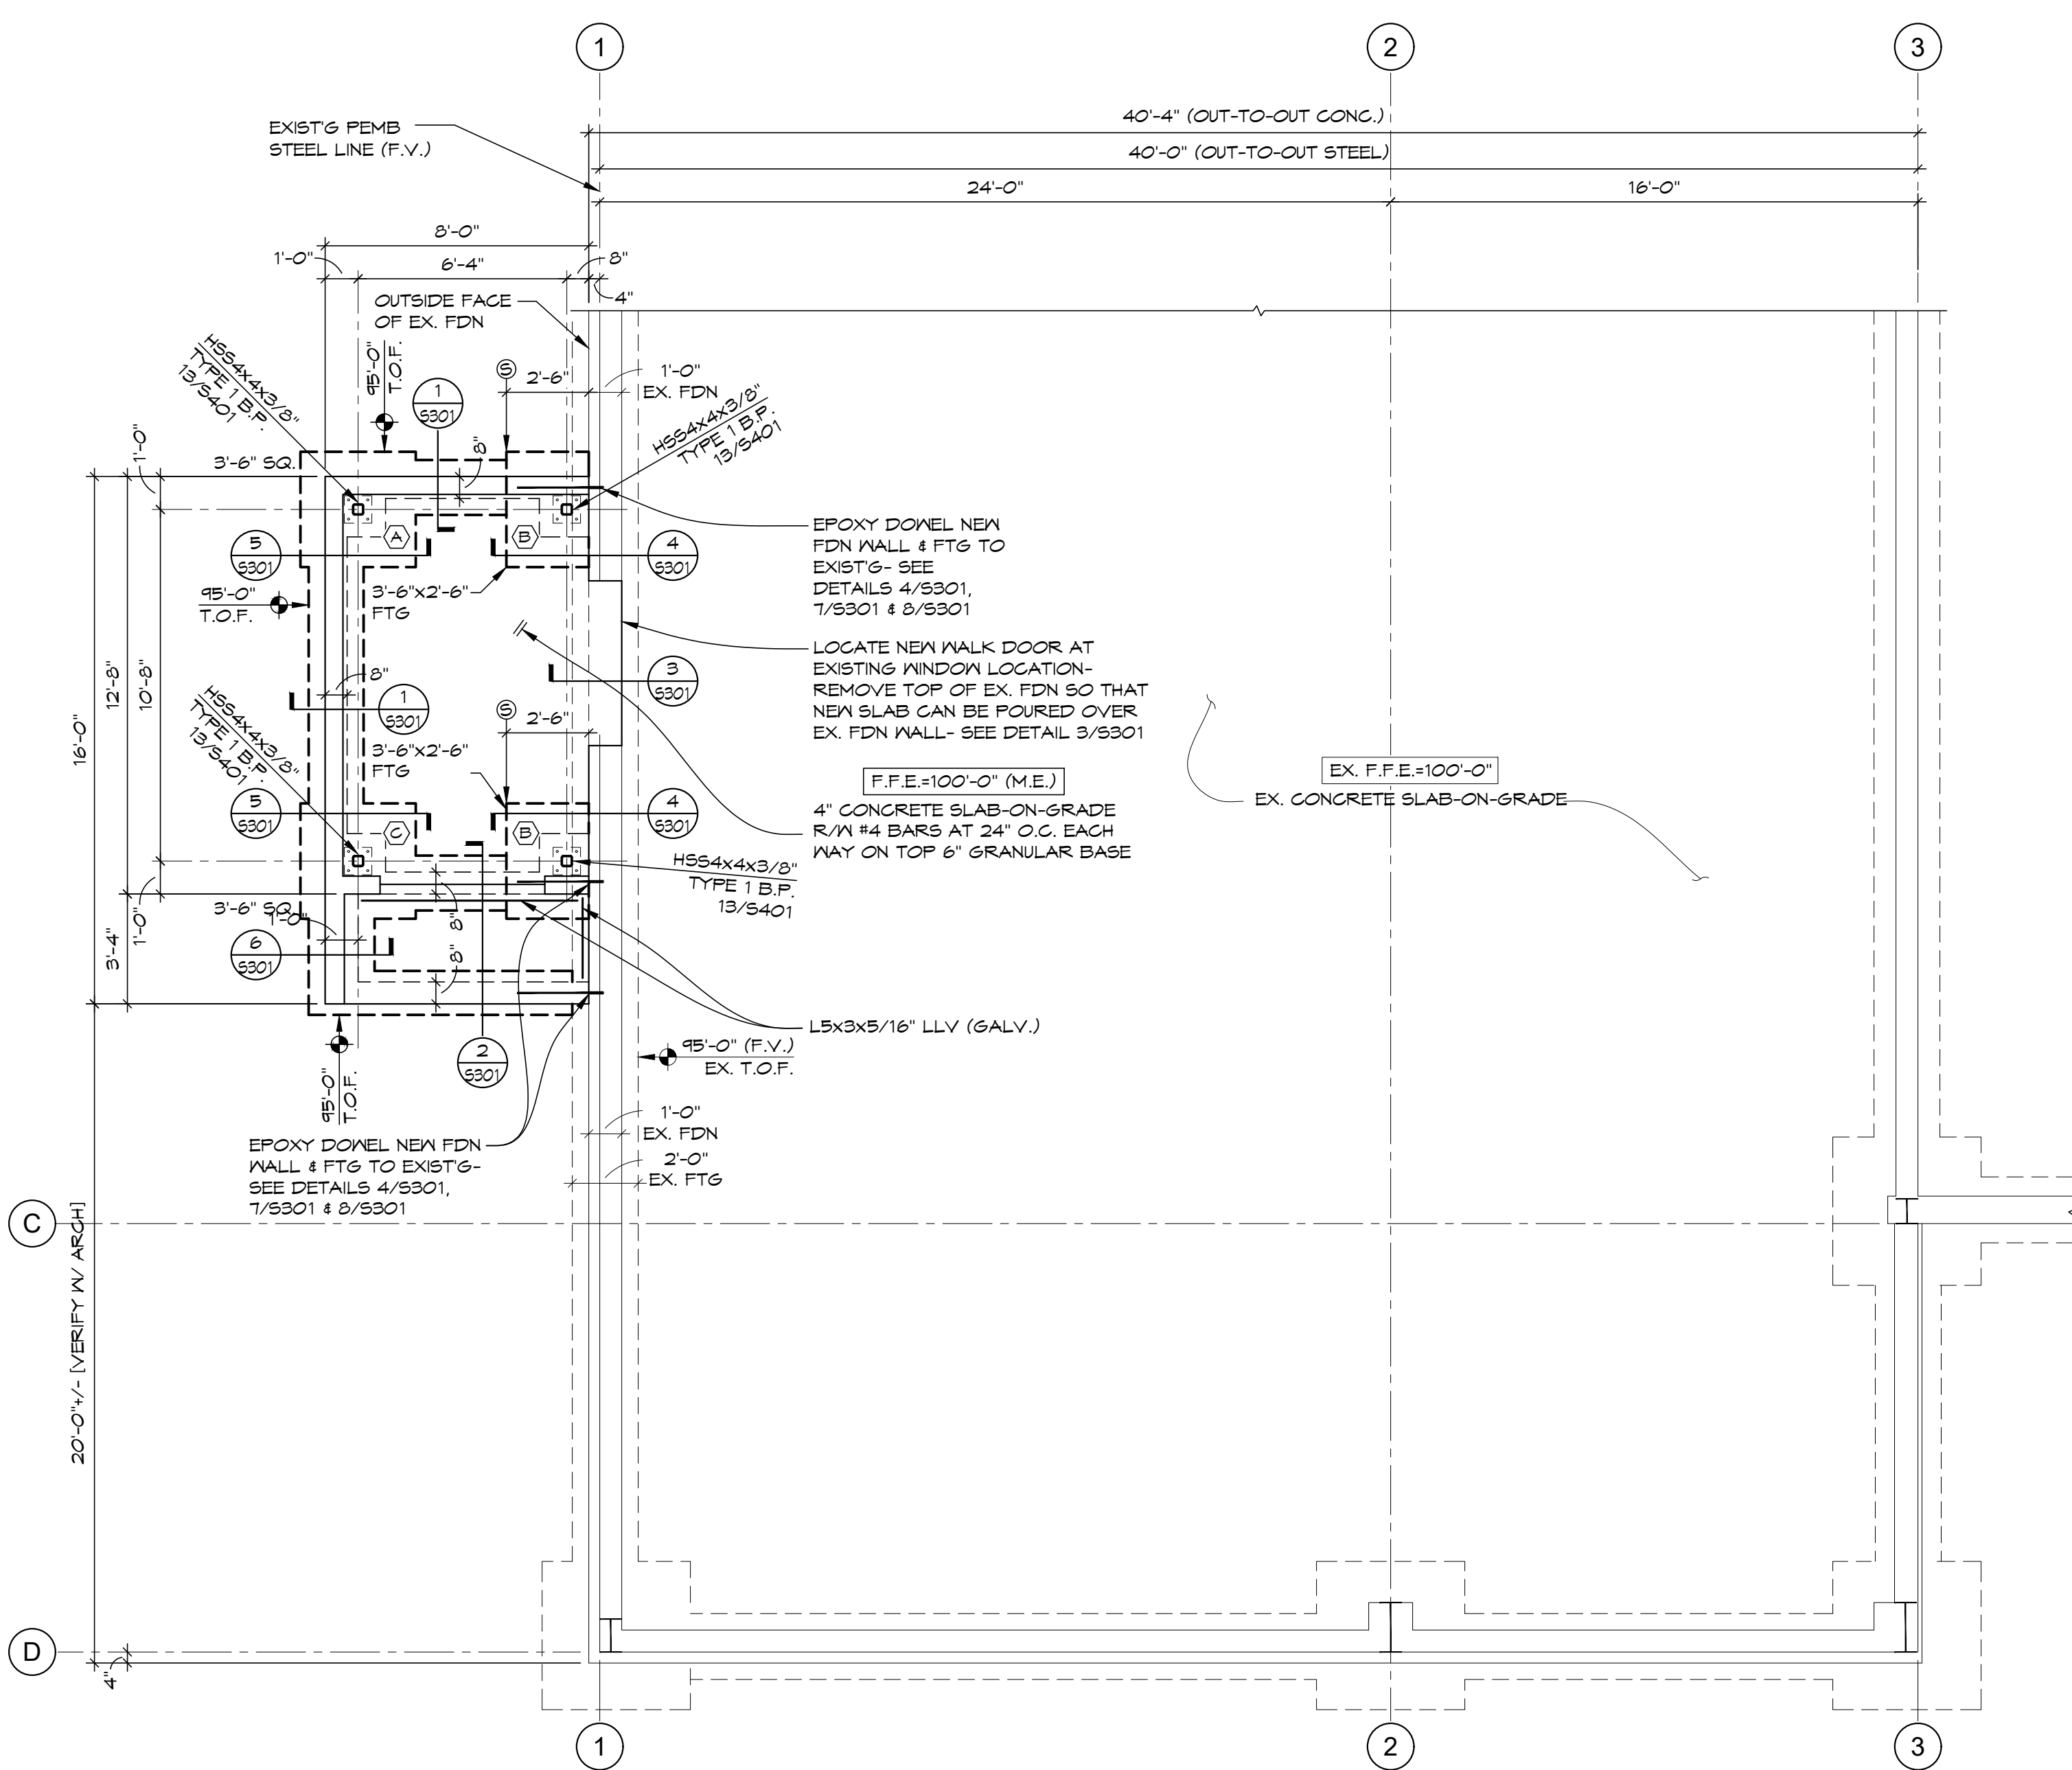 1
2
3
40'-4" (OUT-TO-OUT CONC.)
EXIST'G PEMB
STEEL LINE (F.V.)
40'-0" (OUT-TO-OUT STEEL)
24'-0"
16'-0"
8'-0"
1'-0"
6'-4"
8"
4"
OUTSIDE FACE
OF EX. FDN
HSS4x4x3/8"
TYPE 1 B.P.
13/S401
95'-0"
T.O.F.
1
S301
S
2'-6"
1'-0"
EX. FDN
HSS4x4x3/8"
TYPE 1 B.P.
13/S401
1'-0"
3'-6" SQ.
8"
A
B
5
S301
4
S301
EPOXY DOWEL NEW
FDN WALL & FTG TO
EXIST'G- SEE
DETAILS 4/S301,
7/S301 & 8/S301
95'-0"
T.O.F.
3'-6"x2'-6"
FTG
LOCATE NEW WALK DOOR AT
EXISTING WINDOW LOCATION-
REMOVE TOP OF EX. FDN SO THAT
NEW SLAB CAN BE POURED OVER
EX. FDN WALL- SEE DETAIL 3/S301
3
S301
16'-0"
12'-8"
10'-8"
8"
1
S301
S
2'-6"
HSS4x4x3/8"
TYPE 1 B.P.
13/S401
3'-6"x2'-6"
FTG
F.F.E.=100'-0" (M.E.)
4" CONCRETE SLAB-ON-GRADE
R/W #4 BARS AT 24" O.C. EACH
WAY ON TOP 6" GRANULAR BASE
EX. F.F.E.=100'-0"
EX. CONCRETE SLAB-ON-GRADE
5
S301
C
B
4
S301
HSS4x4x3/8"
TYPE 1 B.P.
13/S401
3'-6" SQ.
1'-0"
1'-0"
3'-4"
8"
8"
6
S301
L5x3x5/16" LLV (GALV.)
2
S301
95'-0" (F.V.)
EX. T.O.F.
95'-0"
T.O.F.
1'-0"
EX. FDN
2'-0"
EX. FTG
EPOXY DOWEL NEW FDN
WALL & FTG TO EXIST'G-
SEE DETAILS 4/S301,
7/S301 & 8/S301
C
20'-0"+/- [VERIFY W/ ARCH]
D
4"
1
2
3